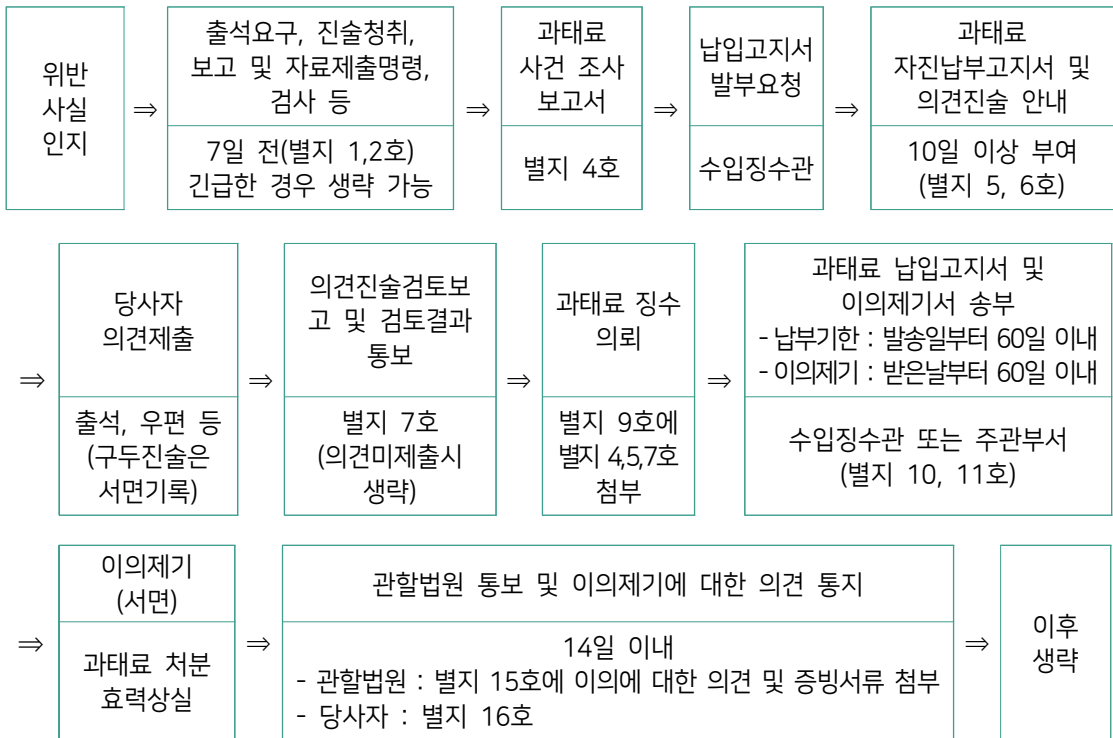 위반
사실
인지
⇒
출석요구, 진술청취,
보고 및 자료제출명령,
검사 등
7일 전(별지 1,2호)
긴급한 경우 생략 가능
⇒
과태료
사건 조사
보고서
별지 4호
⇒
납입고지서
발부요청
수입징수관
⇒
과태료
자진납부고지서 및
의견진술 안내
10일 이상 부여
(별지 5, 6호)
⇒
당사자
의견제출
출석, 우편 등
(구두진술은
서면기록)
⇒
의견진술검토보
고 및 검토결과
통보
별지 7호
(의견미제출시
생략)
⇒
과태료 징수
의뢰
별지 9호에
별지 4,5,7호
첨부
⇒
과태료 납입고지서 및
이의제기서 송부
- 납부기한 : 발송일부터 60일 이내
- 이의제기 : 받은날부터 60일 이내
수입징수관 또는 주관부서
(별지 10, 11호)
⇒
이의제기
(서면)
과태료 처분
효력상실
⇒
관할법원 통보 및 이의제기에 대한 의견 통지
14일 이내
- 관할법원 : 별지 15호에 이의에 대한 의견 및 증빙서류 첨부
- 당사자 : 별지 16호
⇒
이후
생략